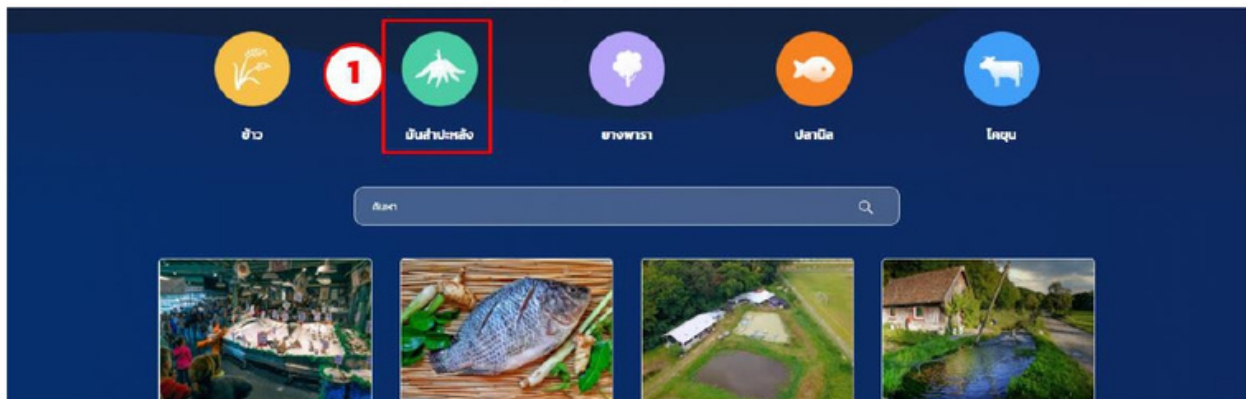 1
ข้าว
มันสำปะหลัง
ยางพารา
ปลานิล
โคขุน
ค้นหา